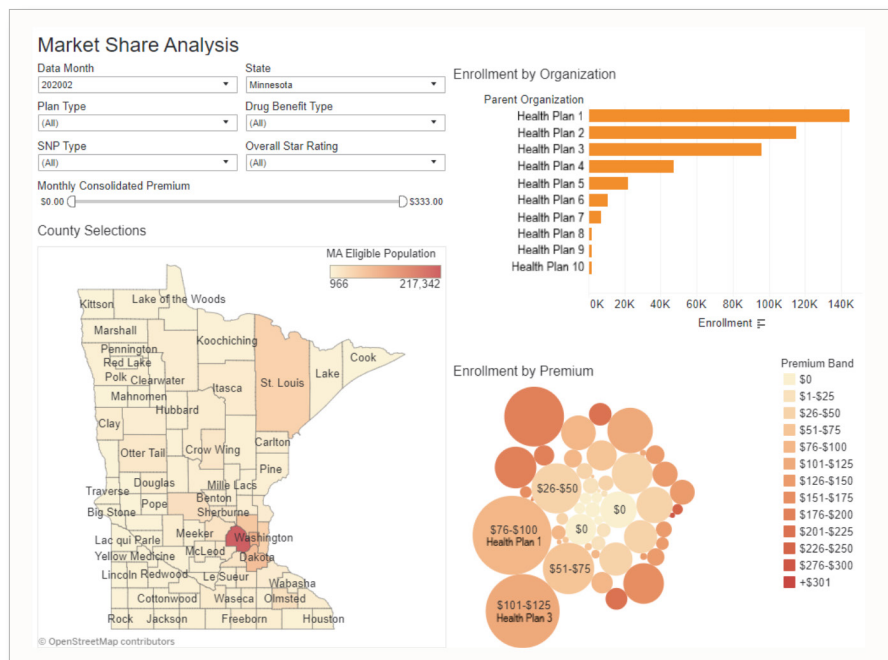 Market Share Analysis
Data Month
State
202002
Minnesota
Plan Type
Drug Benefit Type
(All)
(All)
SNP Type
Overall Star Rating
(All)
(All)
Monthly Consolidated Premium
$0.00
$333.00
County Selections
MA Eligible Population
966
217,342
Kittson
Lake of the Woods
Marshall
Koochiching
Pennington
Red Lake
Cook
Polk
Clearwater
Itasca
St. Louis
Lake
Mahnomen
Hubbard
Clay
Otter Tail
Crow Wing
Carlton
Pine
Douglas
Mille Lacs
Traverse
Pope
Benton
Big Stone
Sherburne
Lac qui Parle
Meeker
Washington
Yellow Medicine
McLeod
Dakota
Lincoln
Redwood
Le Sueur
Wabasha
Cottonwood
Waseca
Olmsted
Rock
Jackson
Freeborn
Houston
© OpenStreetMap contributors
Enrollment by Organization
Parent Organization
Health Plan 1
Health Plan 2
Health Plan 3
Health Plan 4
Health Plan 5
Health Plan 6
Health Plan 7
Health Plan 8
Health Plan 9
Health Plan 10
0K 20K 40K 60K 80K 100K 120K 140K
Enrollment
Enrollment by Premium
$26-$50
$0
$0
$76-$100
Health Plan 1
$51-$75
$101-$125
Health Plan 3
Premium Band
$0
$1-$25
$26-$50
$51-$75
$76-$100
$101-$125
$126-$150
$151-$175
$176-$200
$201-$225
$226-$250
$276-$300
+$301